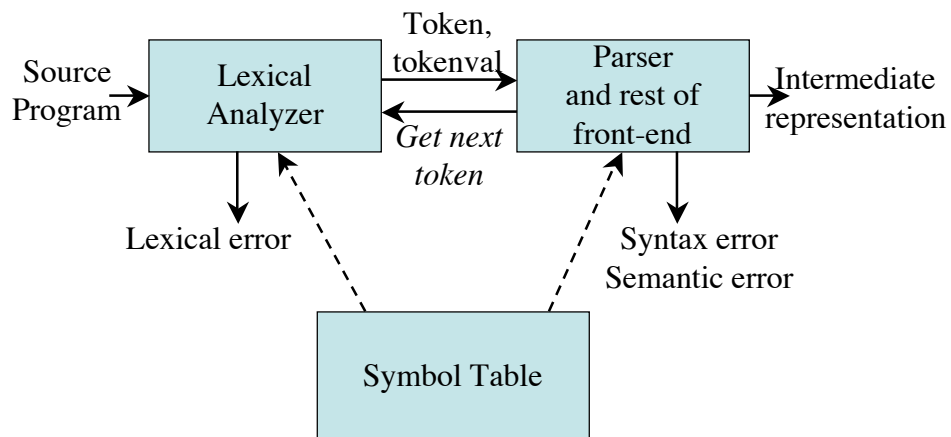 Source
Program
Lexical
Analyzer
Token,
tokenval
Get next
token
Parser
and rest of
front-end
Intermediate
representation
Lexical error
Syntax error
Semantic error
Symbol Table